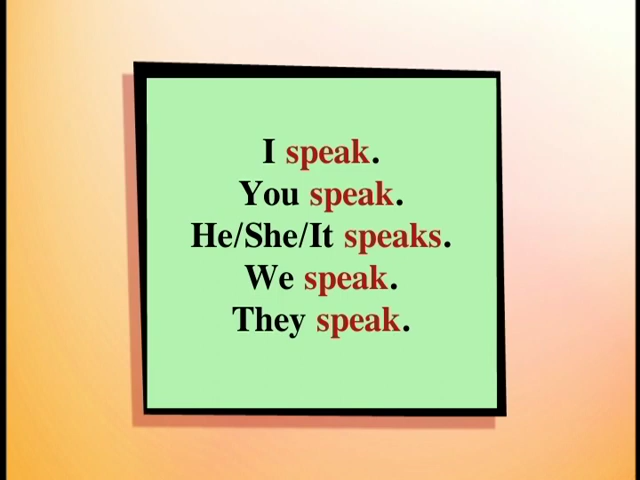 I speak.
You speak.
He/She/It speaks.
We speak.
They speak.